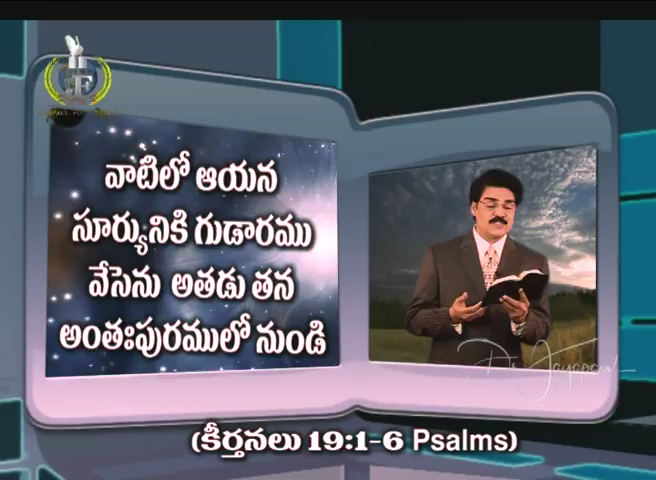 వాటిలో ఆయన
సూర్యునికి గుడారము
వేసెను అతడు తన
అంతఃపురములో నుండి
(కీర్తనలు 19:1-6 Psalms)